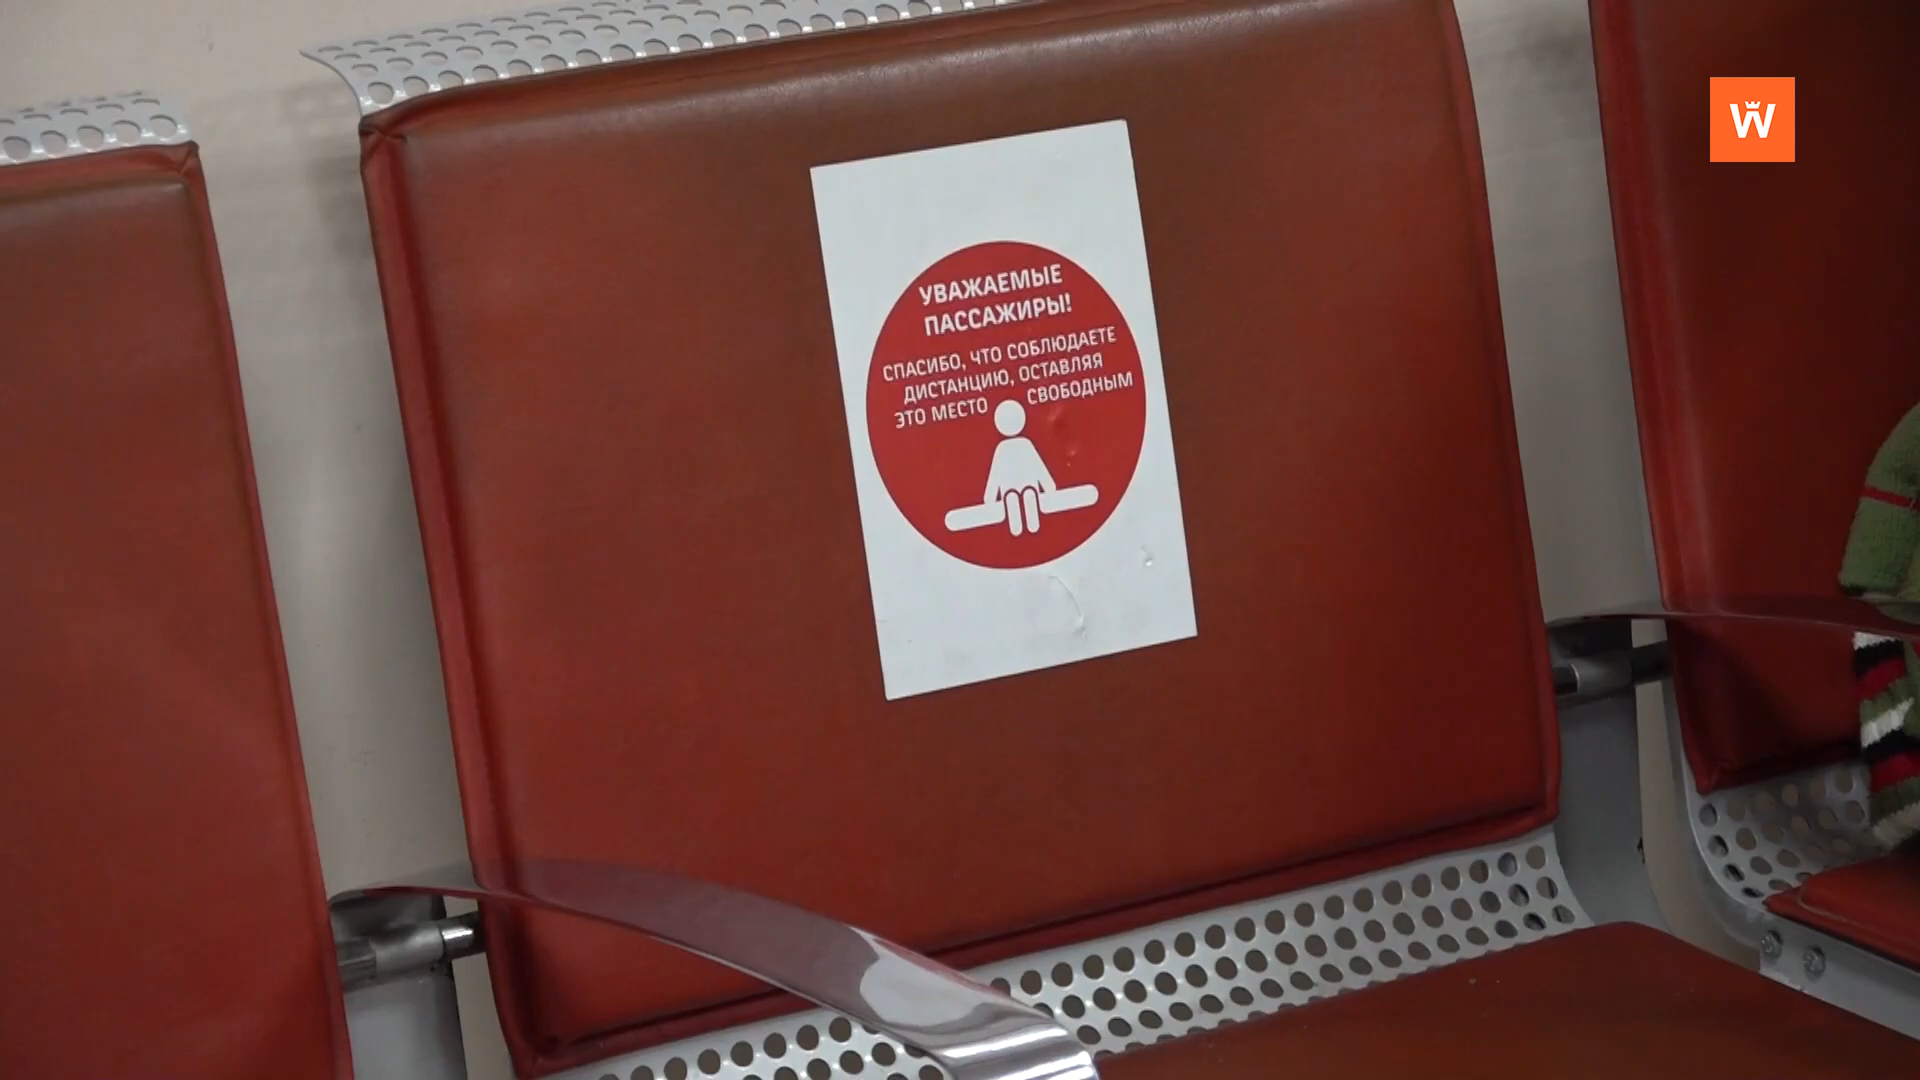 W
УВАЖАЕМЫЕ
ПАССАЖИРЫ!
СПАСИБО, ЧТО СОБЛЮДАЕТЕ
ДИСТАНЦИЮ, ОСТАВЛЯЯ
ЭТО МЕСТО СВОБОДНЫМ